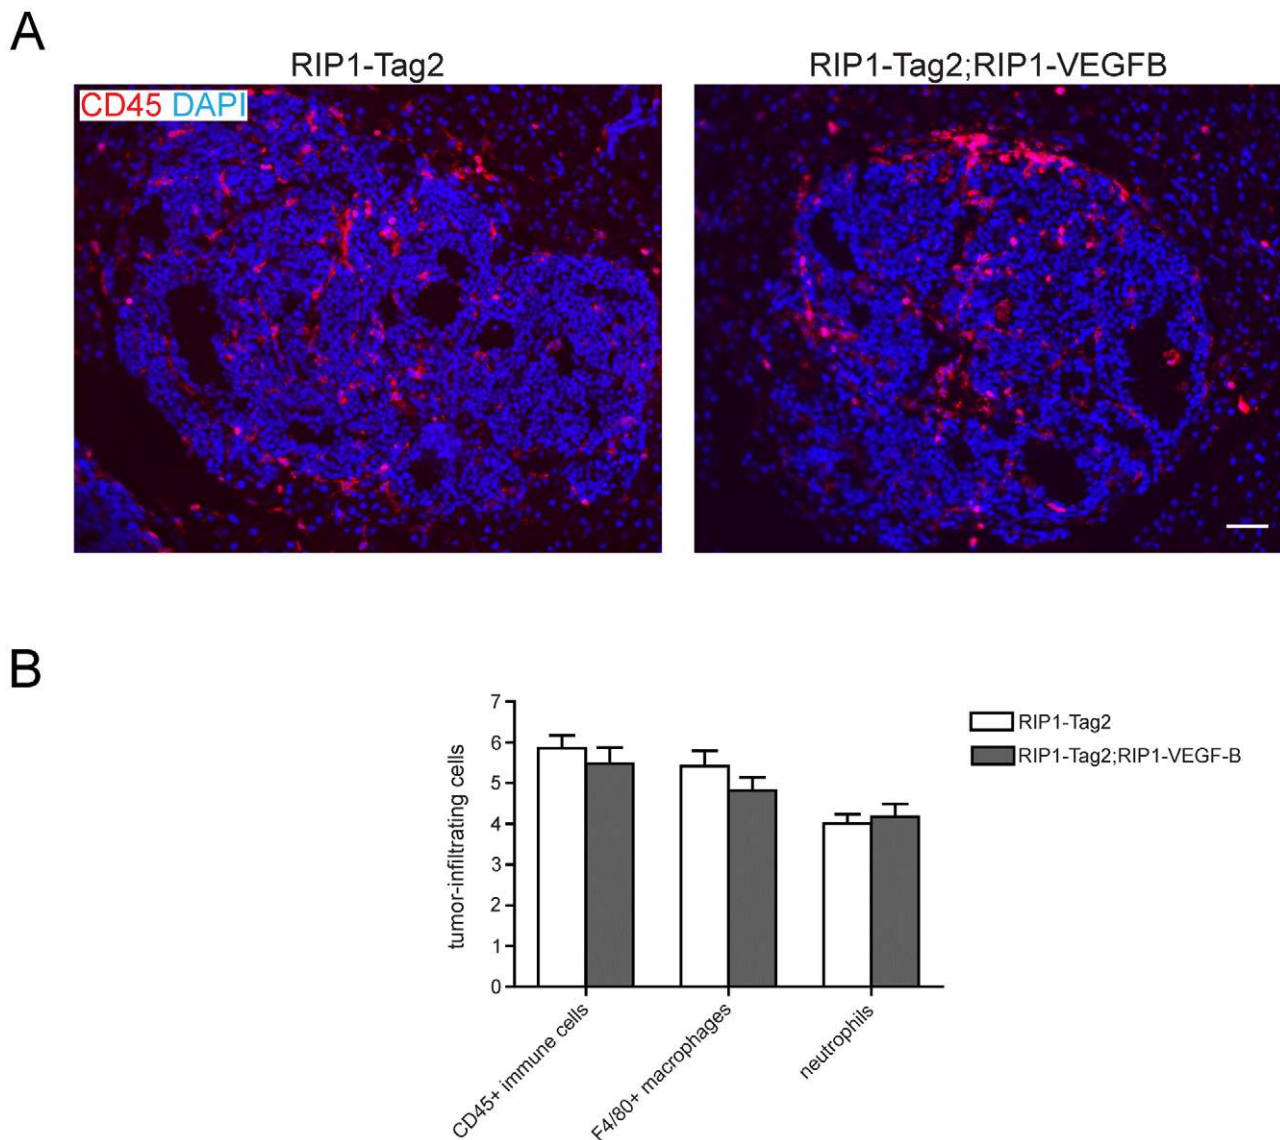 A
RIP1-Tag2
RIP1-Tag2;RIP1-VEGFB
CD45 DAPI
B
7
6
5
4
3
2
1
0
tumor-infiltrating cells
CD45+ immune cells
F4/80+ macrophages
neutrophils
RIP1-Tag2
RIP1-Tag2;RIP1-VEGF-B